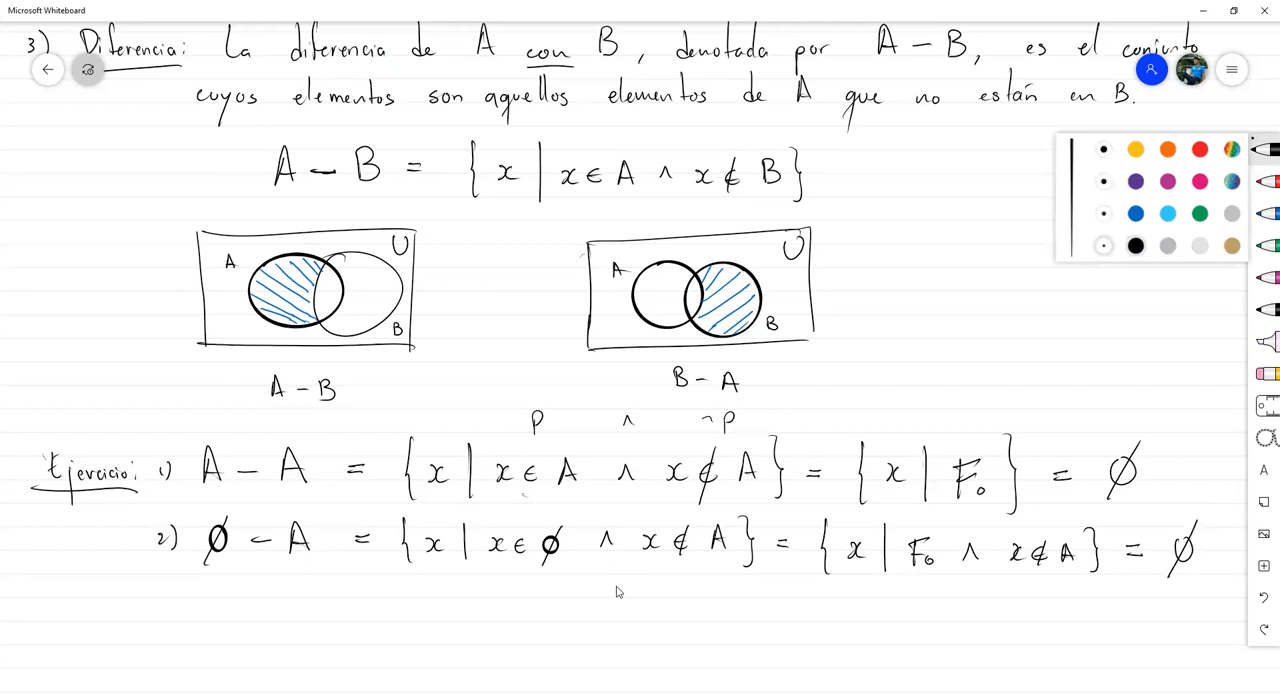 Microsoft Whiteboard
3) Diferencia: La diferencia de A con B, denotada por A - B, es el conjunto
cuyos elementos son aquellos elementos de A que no están en B.
A - B = { x | x ∈ A ∧ x ∉ B }
A U B
A U B
A - B
B - A
p ∧ ¬p
Ejercicio: 1) A - A = { x | x ∈ A ∧ x ∉ A } = { x | F₀ } = ∅
2) ∅ - A = { x | x ∈ ∅ ∧ x ∉ A } = { x | F₀ ∧ x ∉ A } = ∅
A